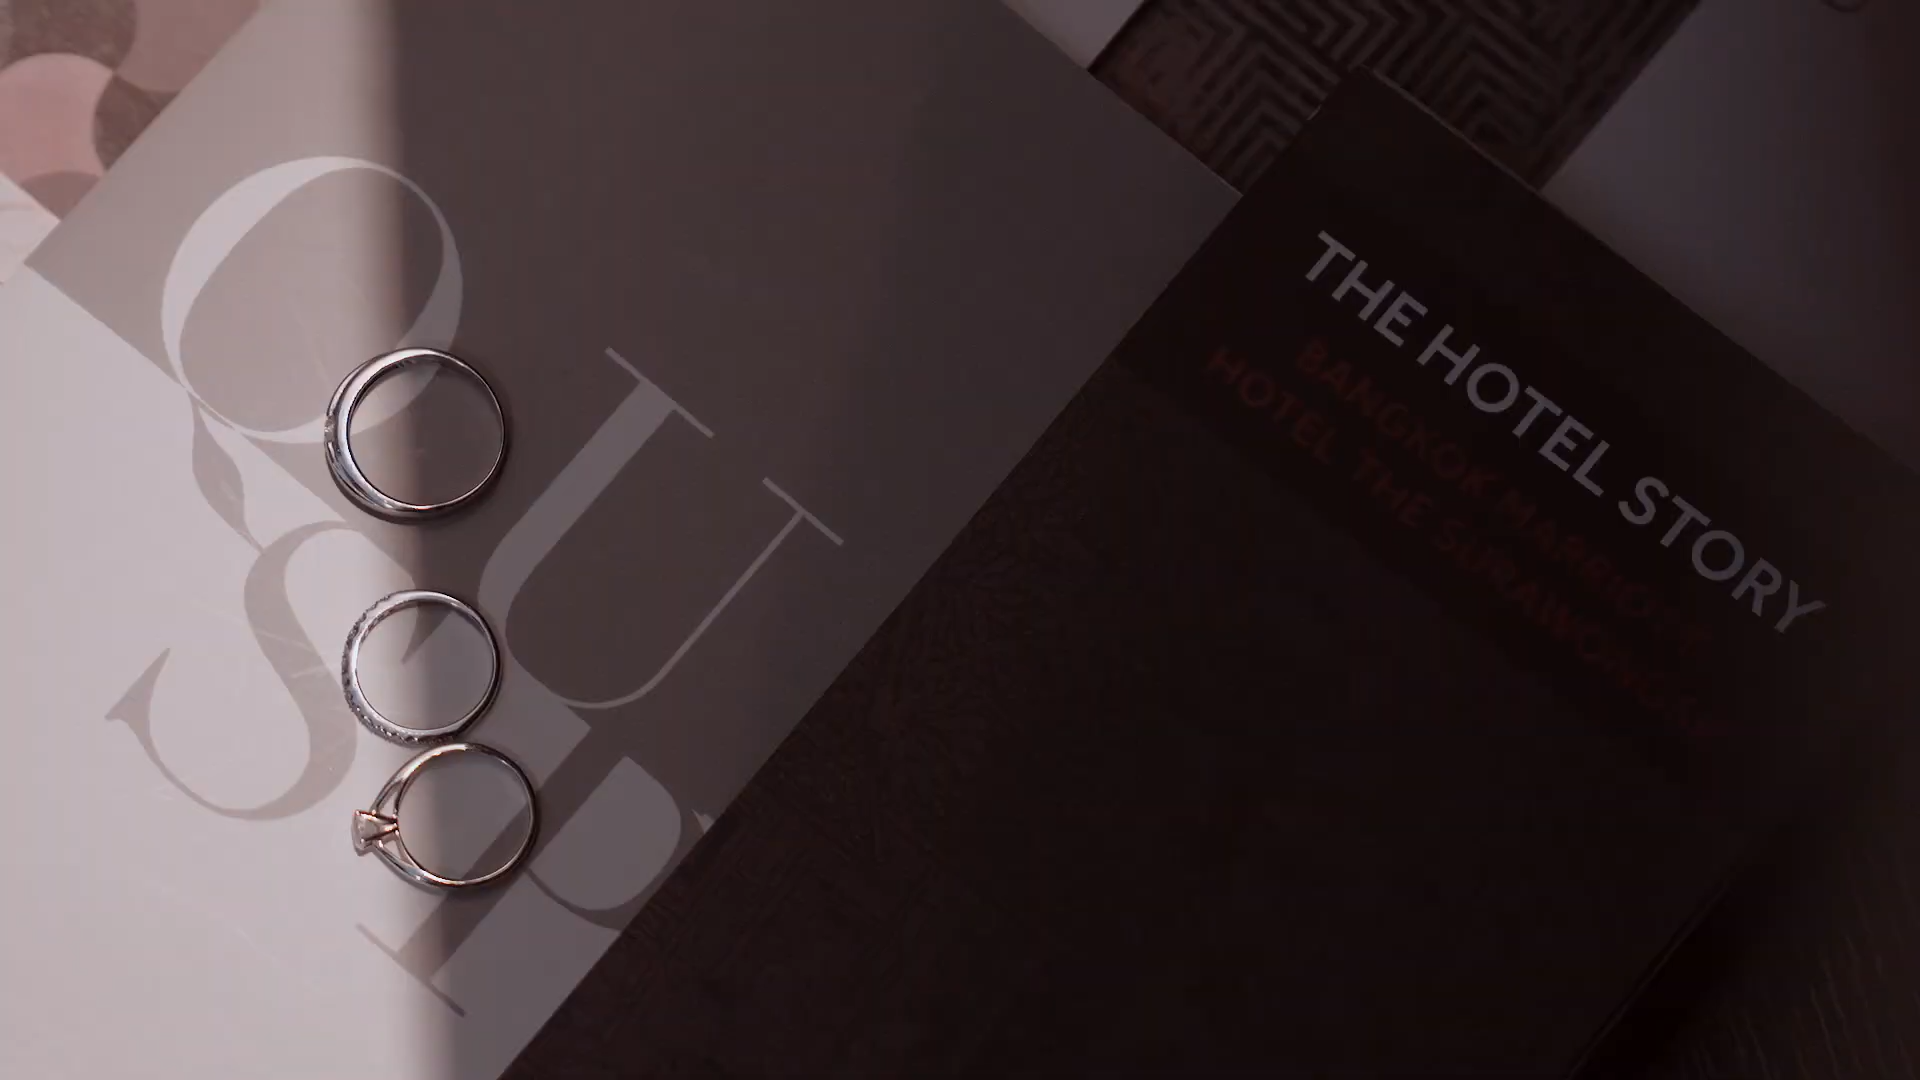 THE HOTEL STORY
BANGKOK MARRIOTT
HOTEL THE SURAWONGSE